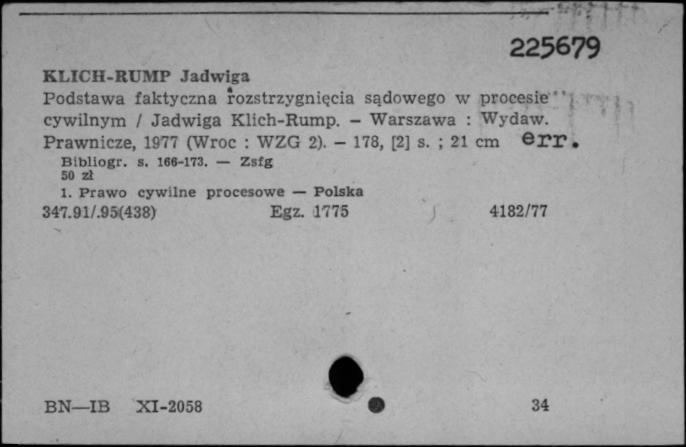 225679
KLICH-RUMP Jadwiga
Podstawa faktyczna rozstrzygnięcia sądowego w procesie
cywilnym / Jadwiga Klich-Rump. — Warszawa : Wydaw.
Prawnicze, 1977 (Wroc : WZG 2). — 178, [2] s. ; 21 cm err.
Bibliogr. s. 166-173. — Zsfg
50 zł
1. Prawo cywilne procesowe — Polska
347.91/.95(438) Egz. 1775 4182/77
BN—IB XI-2058 34